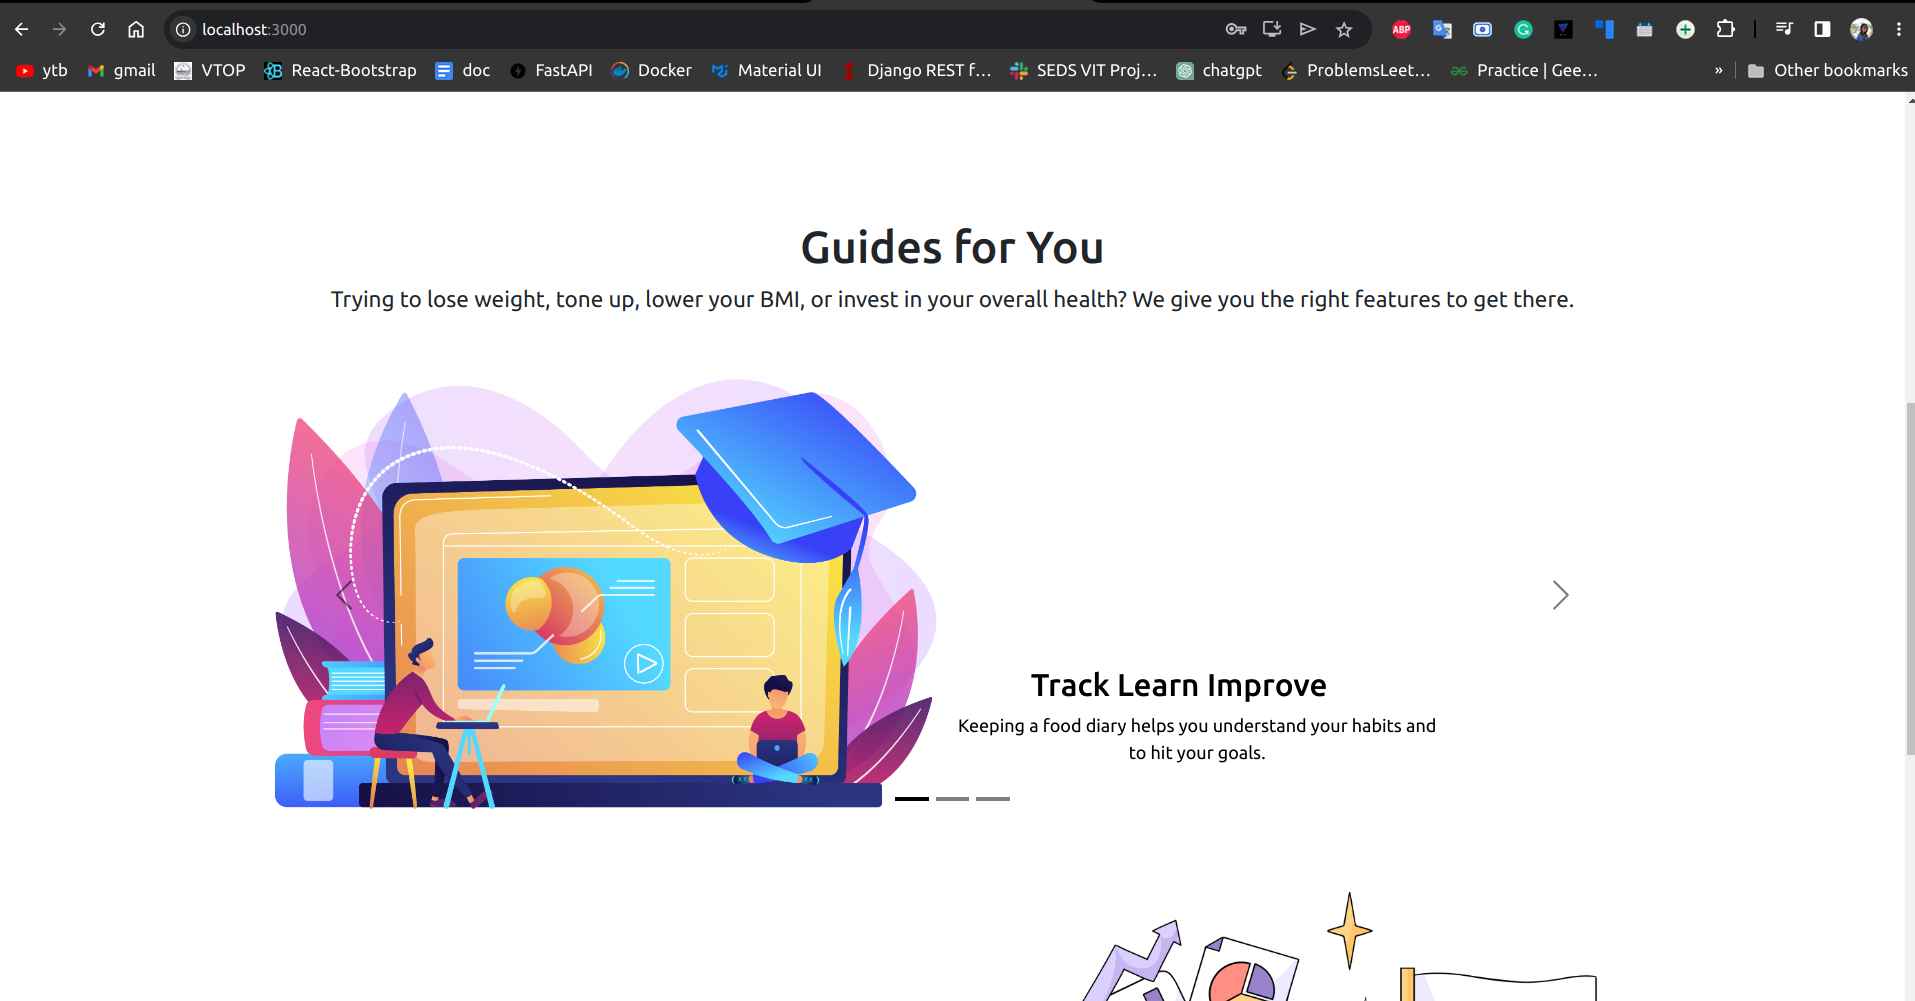 localhost:3000
ABP
ytb
gmail
VTOP
React-Bootstrap
doc
FastAPI
Docker
Material UI
Django REST f...
SEDS VIT Proj...
chatgpt
ProblemsLeet...
Practice | Gee...
»
Other bookmarks
Guides for You
Trying to lose weight, tone up, lower your BMI, or invest in your overall health? We give you the right features to get there.
Track Learn Improve
Keeping a food diary helps you understand your habits and
to hit your goals.